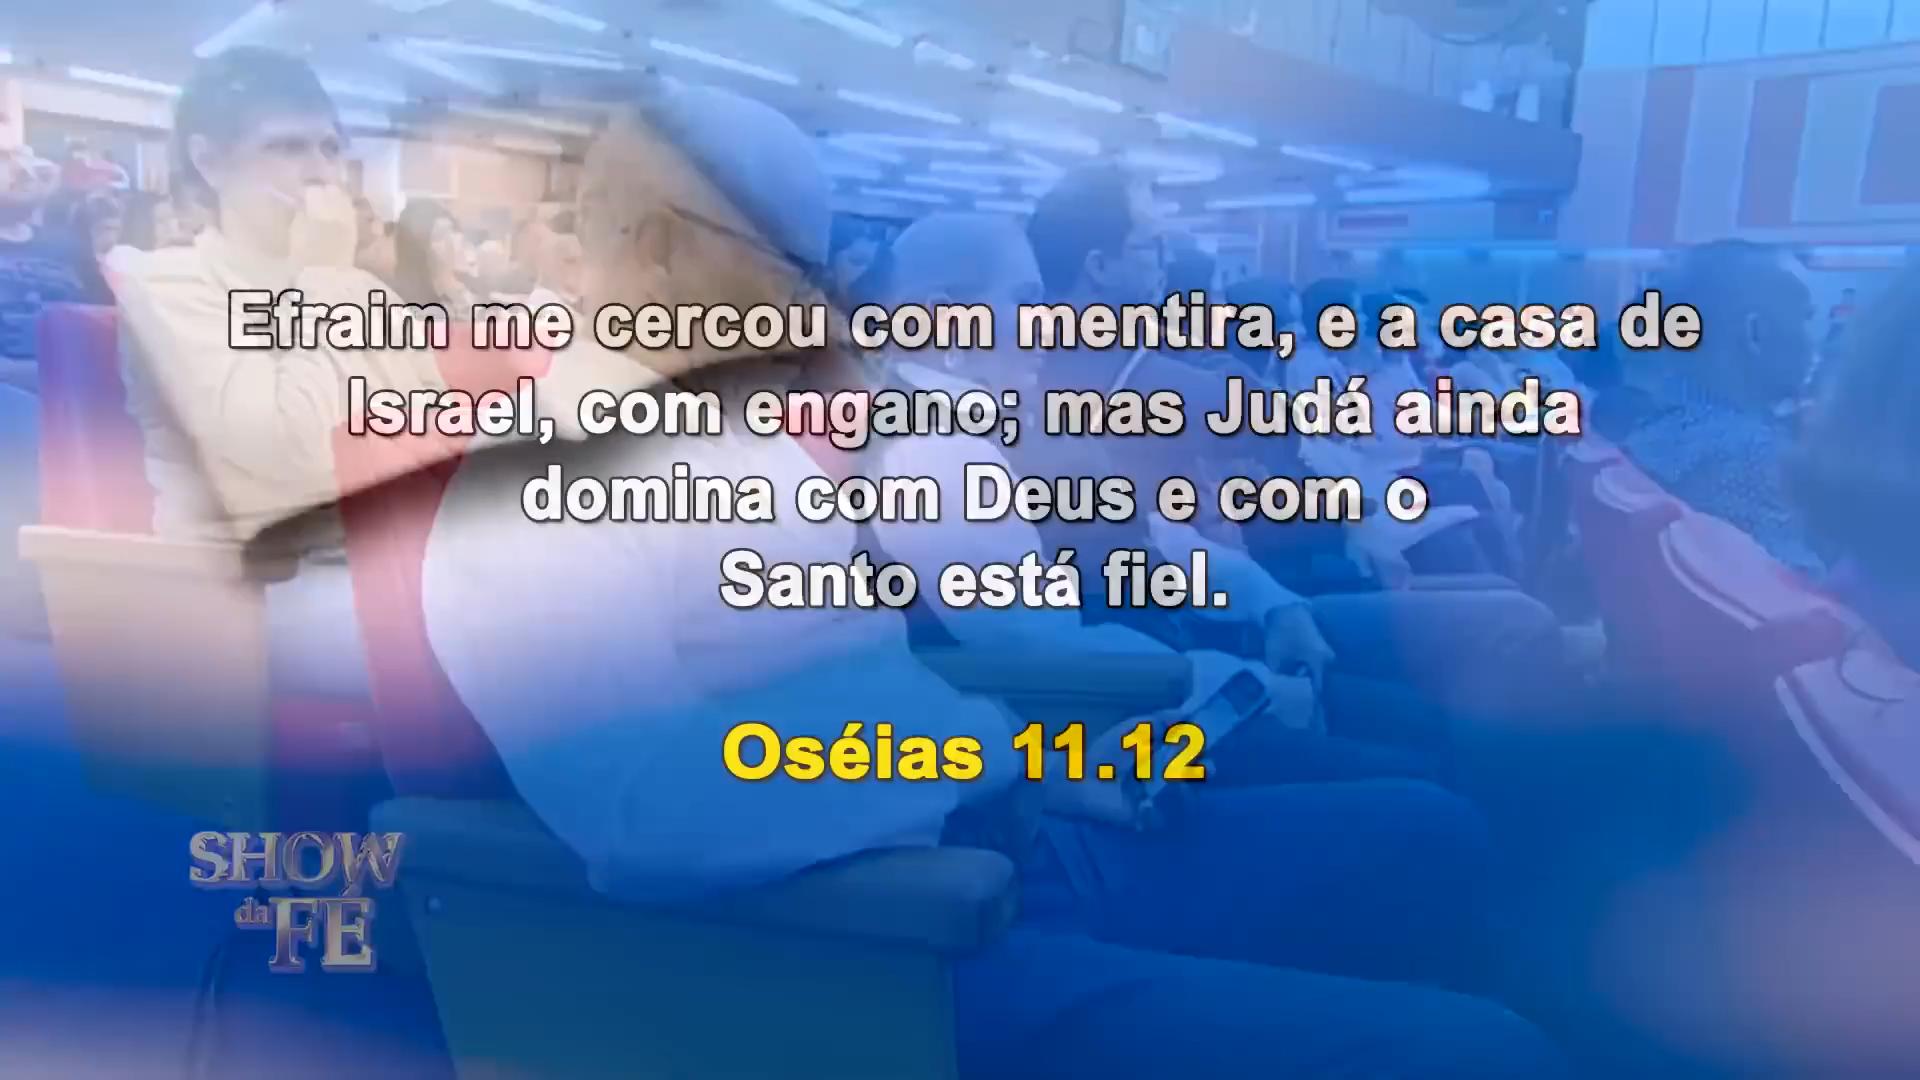 Efraim me cercou com mentira, e a casa de
Israel, com engano; mas Judá ainda
domina com Deus e com o
Santo está fiel.
Oséias 11.12
SHOW
da FÉ